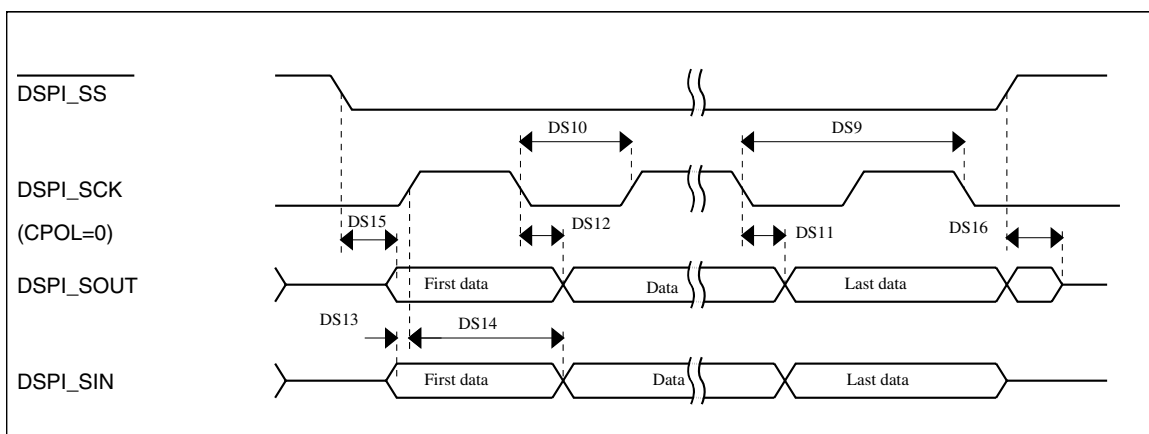 DSPI_SS
DS10
DS9
DSPI_SCK
(CPOL=0)
DS15
DS12
DS11
DS16
DSPI_SOUT
First data
Data
Last data
DS13
DS14
DSPI_SIN
First data
Data
Last data